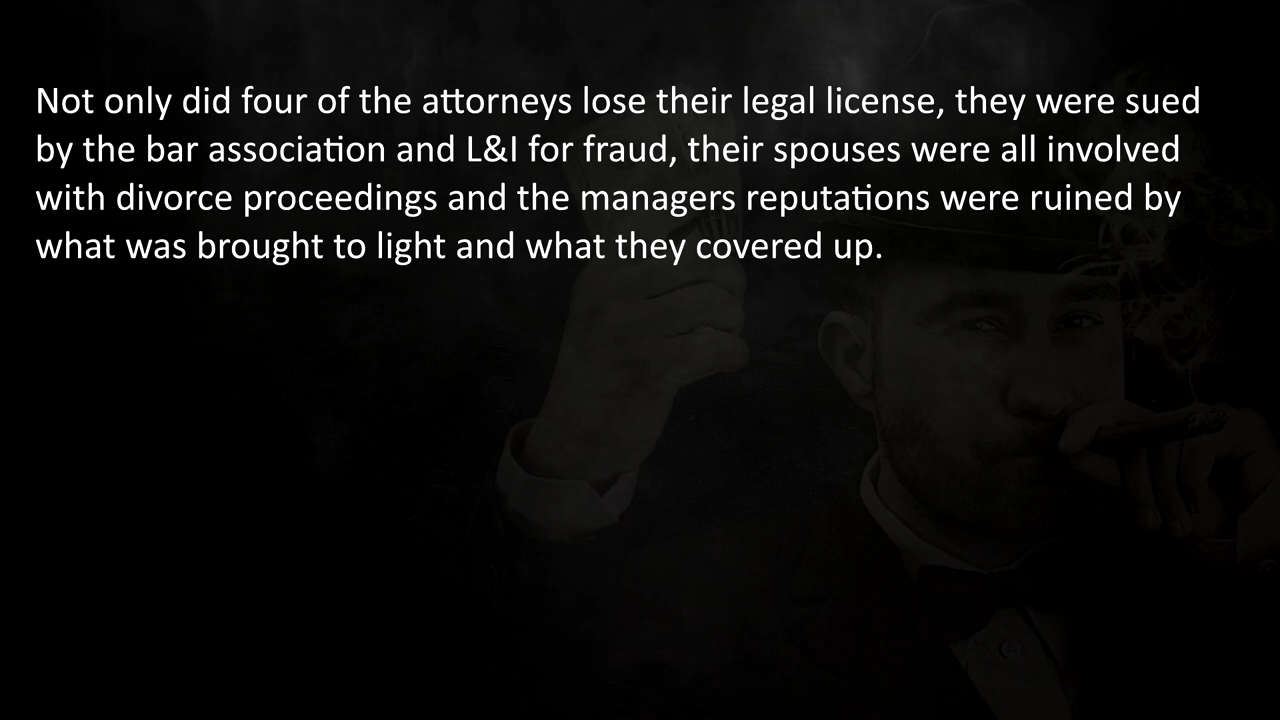 Not only did four of the attorneys lose their legal license, they were sued
by the bar association and L&I for fraud, their spouses were all involved
with divorce proceedings and the managers reputations were ruined by
what was brought to light and what they covered up.